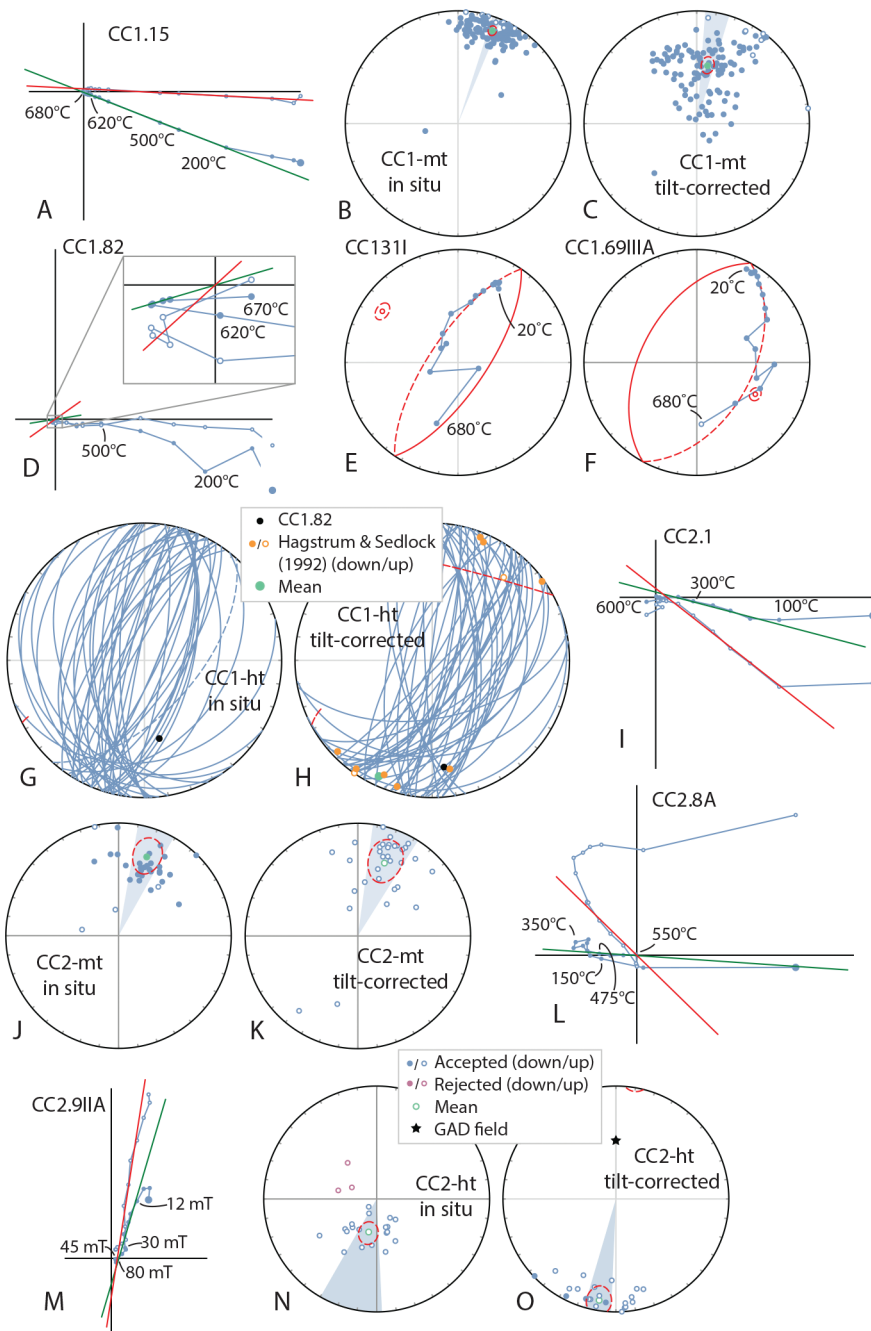 CC1.15
680°C
620°C
500°C
200°C
A
CC1-mt
in situ
B
CC1-mt
tilt-corrected
C
CC1.82
670°C
620°C
500°C
200°C
D
CC131I
20°C
680°C
E
CC1.69IIIA
20°C
680°C
F
CC1.82
Hagstrum & Sedlock
(1992) (down/up)
Mean
CC1-ht
in situ
G
CC1-ht
tilt-corrected
H
CC2.1
300°C
600°C
100°C
I
CC2-mt
in situ
J
CC2-mt
tilt-corrected
K
CC2.8A
350°C
550°C
150°C
475°C
L
CC2.9IIA
12 mT
45 mT
30 mT
80 mT
M
/ Accepted (down/up)
/ Rejected (down/up)
Mean
GAD field
CC2-ht
in situ
N
CC2-ht
tilt-corrected
O